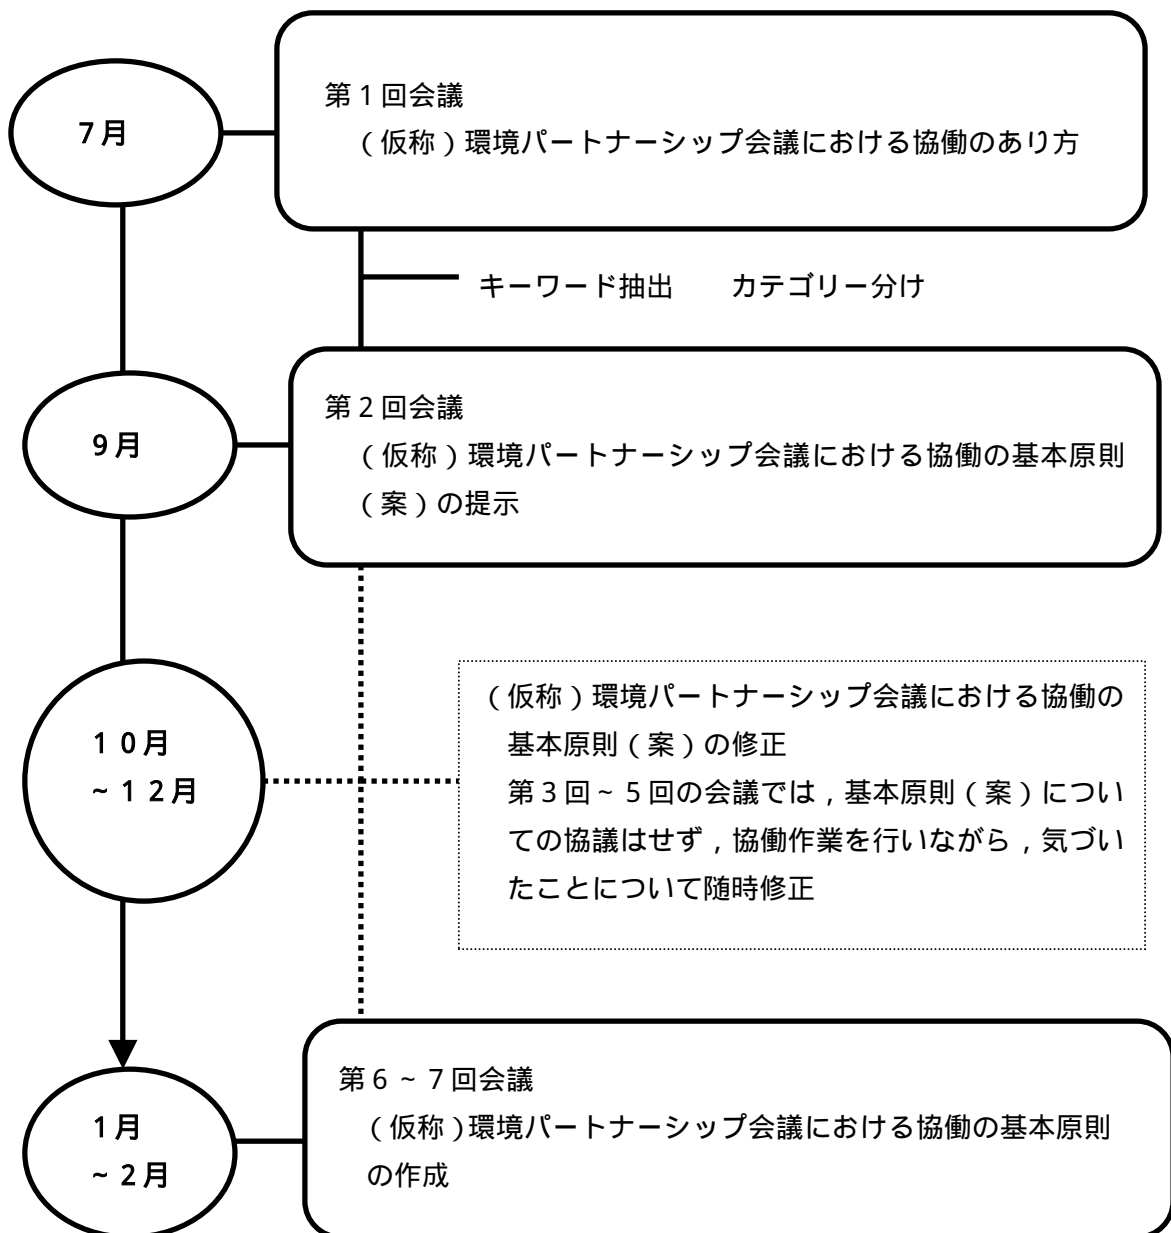 7月
第1回会議
(仮称)環境パートナーシップ会議における協働のあり方
キーワード抽出　　カテゴリー分け
9月
第2回会議
(仮称)環境パートナーシップ会議における協働の基本原則
(案)の提示
10月
~12月
(仮称)環境パートナーシップ会議における協働の
基本原則(案)の修正
第3回~5回の会議では,基本原則(案)につい
ての協議はせず,協働作業を行いながら,気づい
たことについて随時修正
1月
~2月
第6~7回会議
(仮称)環境パートナーシップ会議における協働の基本原則
の作成